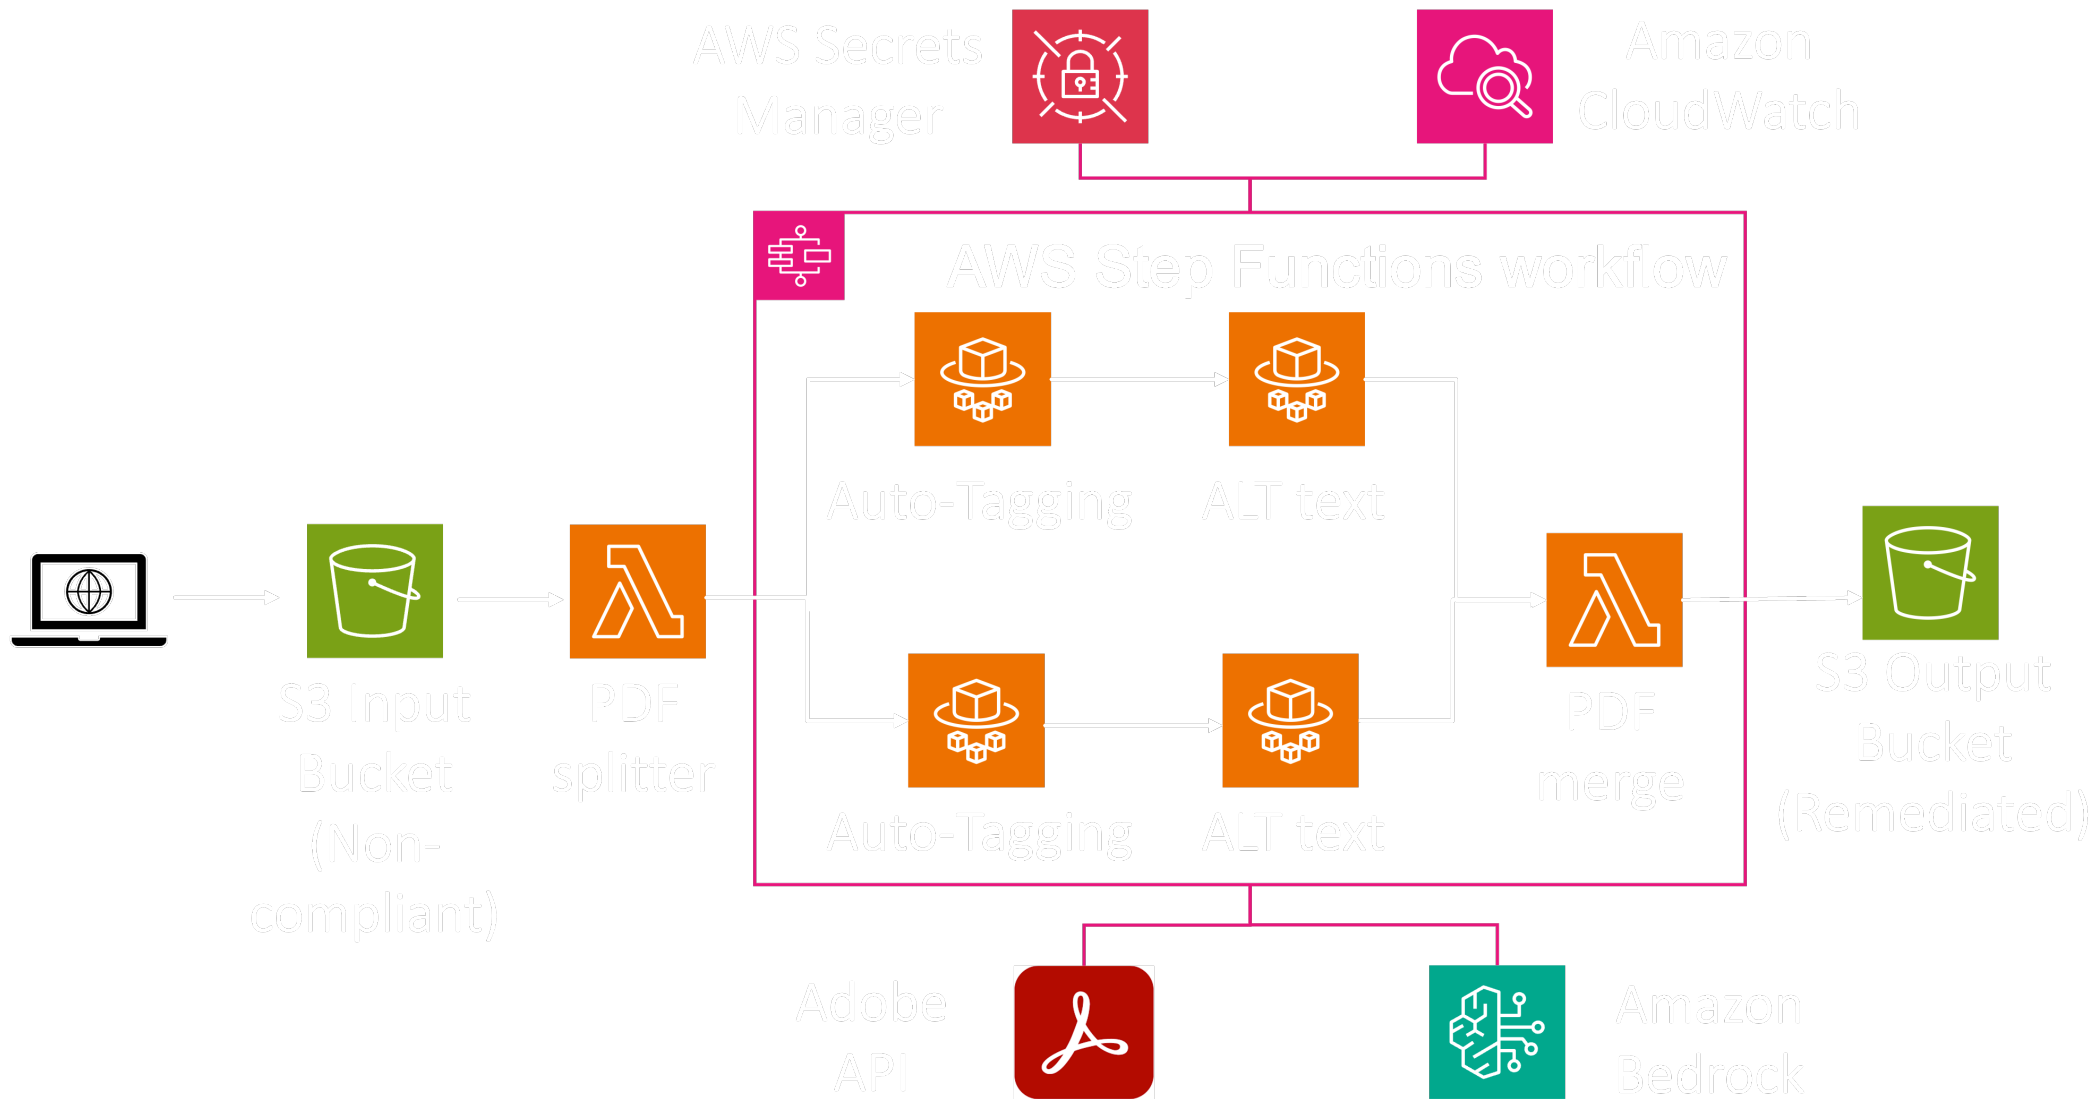 AWS Secrets
Manager
Amazon
CloudWatch
AWS Step Functions workflow
Auto-Tagging
ALT text
S3 Input
Bucket
(Non-
compliant)
PDF
splitter
Auto-Tagging
ALT text
PDF
merge
S3 Output
Bucket
(Remediated)
Adobe
API
Amazon
Bedrock